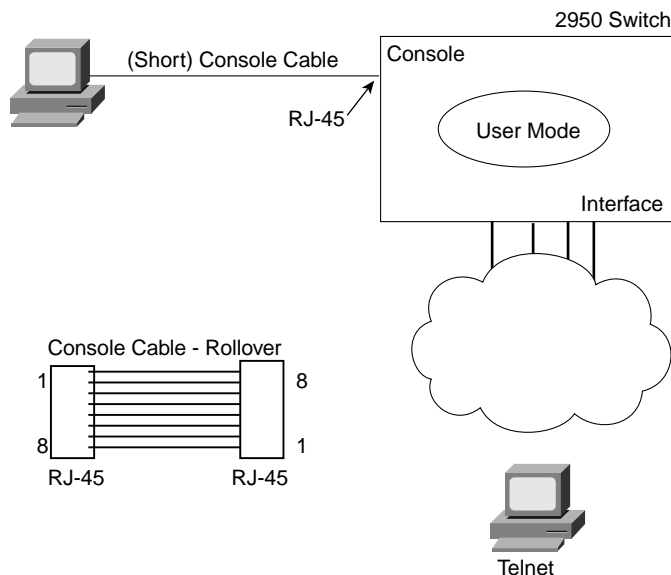 2950 Switch
(Short) Console Cable
Console
RJ-45
User Mode
Interface
Console Cable - Rollover
1
8
8
1
RJ-45
RJ-45
Telnet